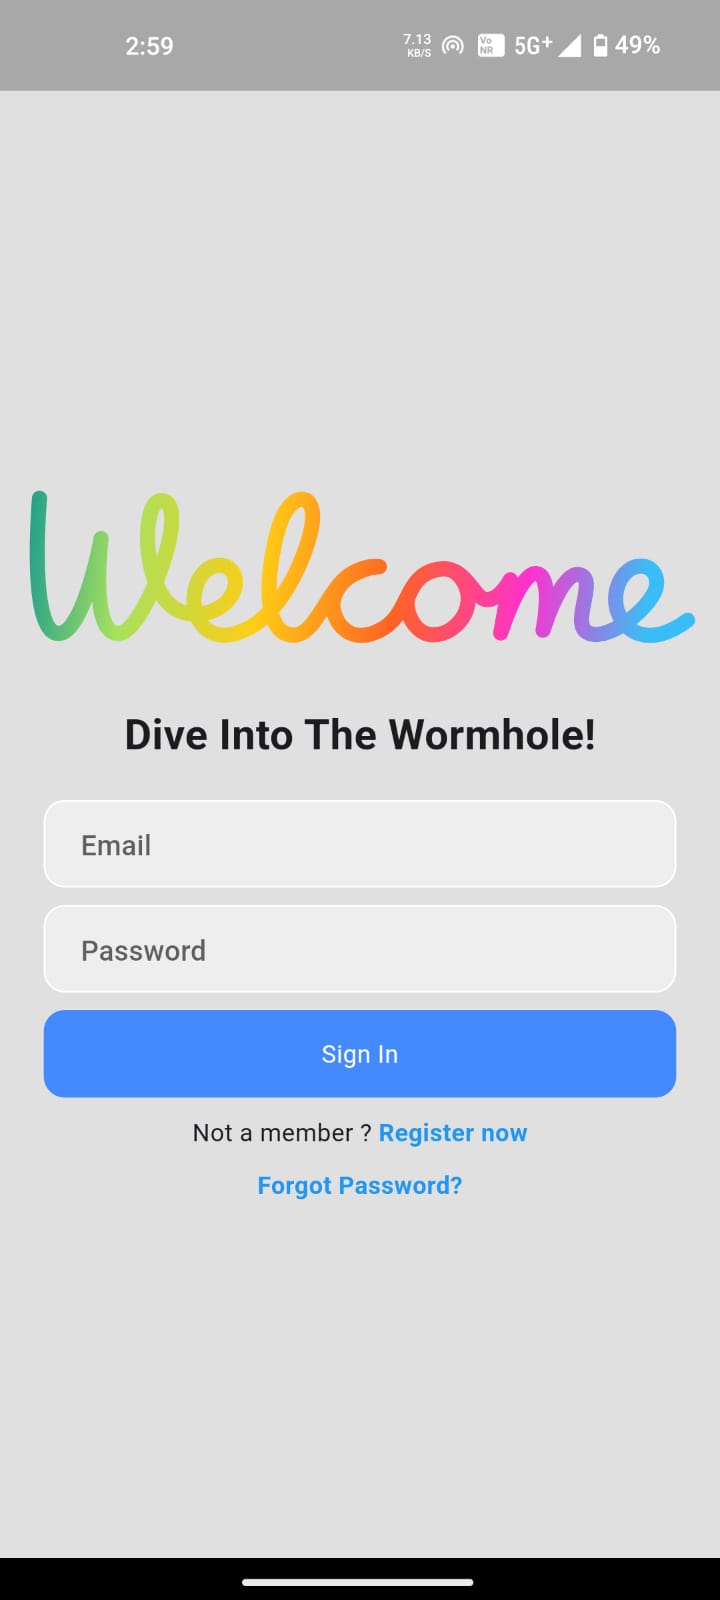 2:59 7.13 KB/S Vo NR 5G+ 49%
Welcome
Dive Into The Wormhole!
Email
Password
Sign In
Not a member ? Register now
Forgot Password?